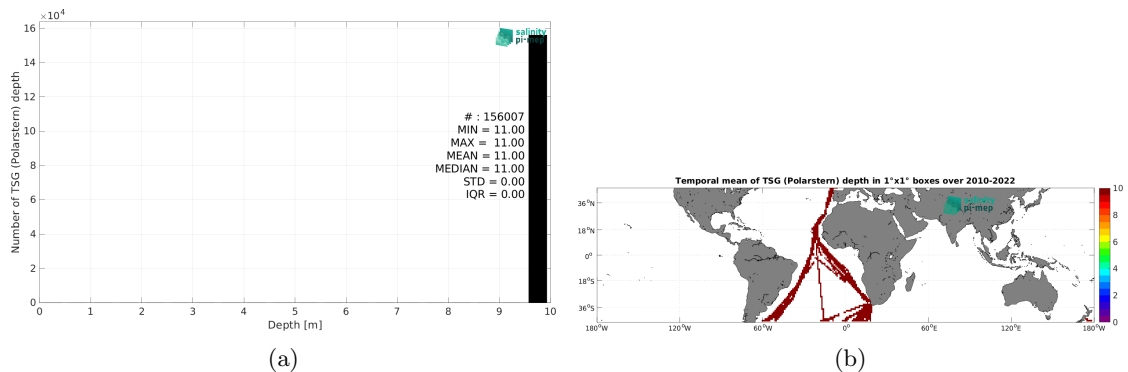 ×10⁴
16
14
12
10
8
6
4
2
0
Number of TSG (Polarstern) depth
salinity
pi-mep
# : 156007
MIN = 11.00
MAX = 11.00
MEAN = 11.00
MEDIAN = 11.00
STD = 0.00
IQR = 0.00
0 1 2 3 4 5 6 7 8 9 10
Depth [m]
(a)
Temporal mean of TSG (Polarstern) depth in 1°x1° boxes over 2010-2022
salinity
pi-mep
36°N
18°N
0°
18°S
36°S
180°W 120°W 60°W 0° 60°E 120°E 180°W
10
8
6
4
2
0
(b)